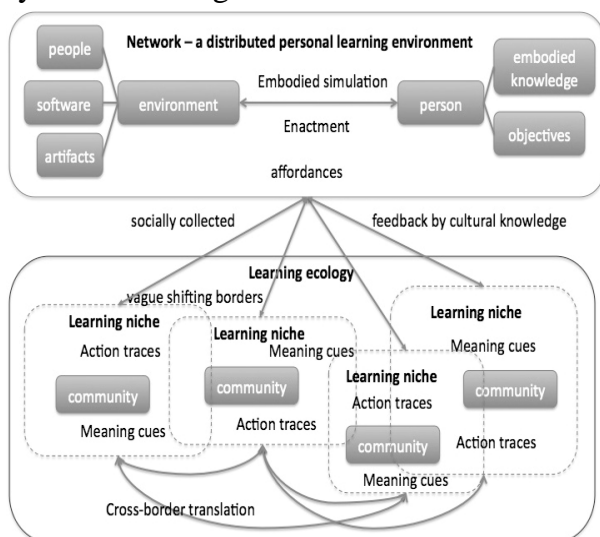 Network – a distributed personal learning environment
people
software
artifacts
environment
Embodied simulation
Enactment
affordances
person
embodied
knowledge
objectives
socially collected
feedback by cultural knowledge
Learning ecology
vague shifting borders
Learning niche
Action traces
community
Meaning cues
Learning niche
Meaning cues
community
Action traces
Learning niche
Action traces
community
Meaning cues
Learning niche
Meaning cues
community
Action traces
Cross-border translation